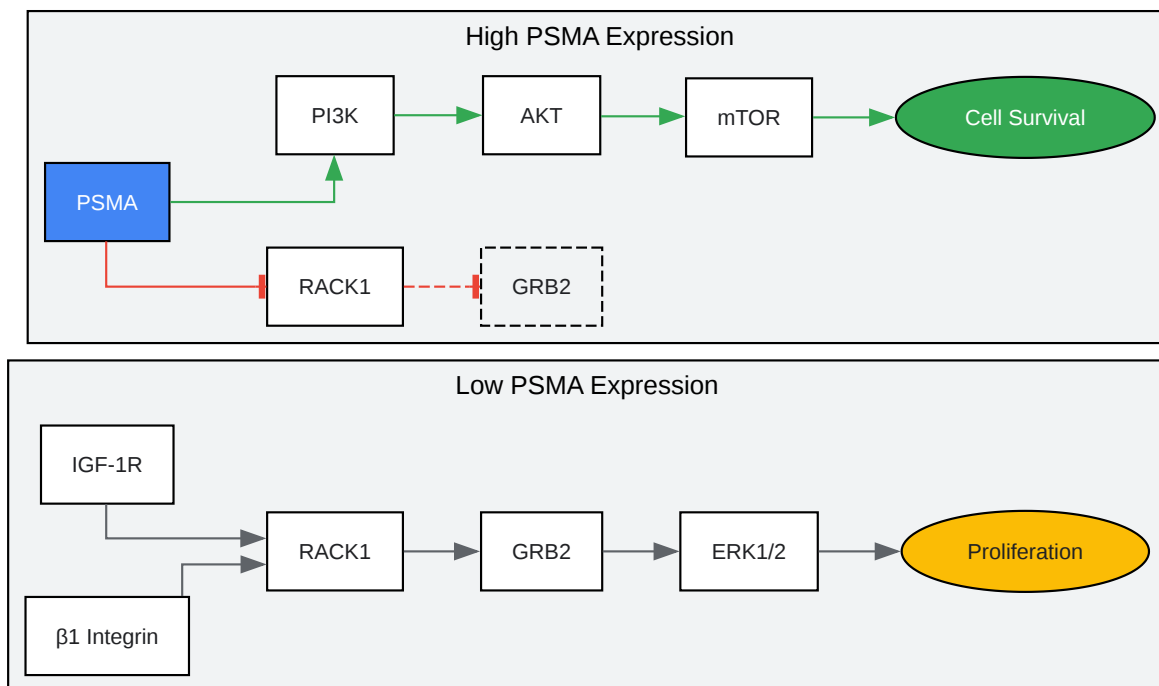 High PSMA Expression
PI3K
AKT
mTOR
Cell Survival
PSMA
RACK1
GRB2
Low PSMA Expression
IGF-1R
RACK1
GRB2
ERK1/2
Proliferation
β1 Integrin